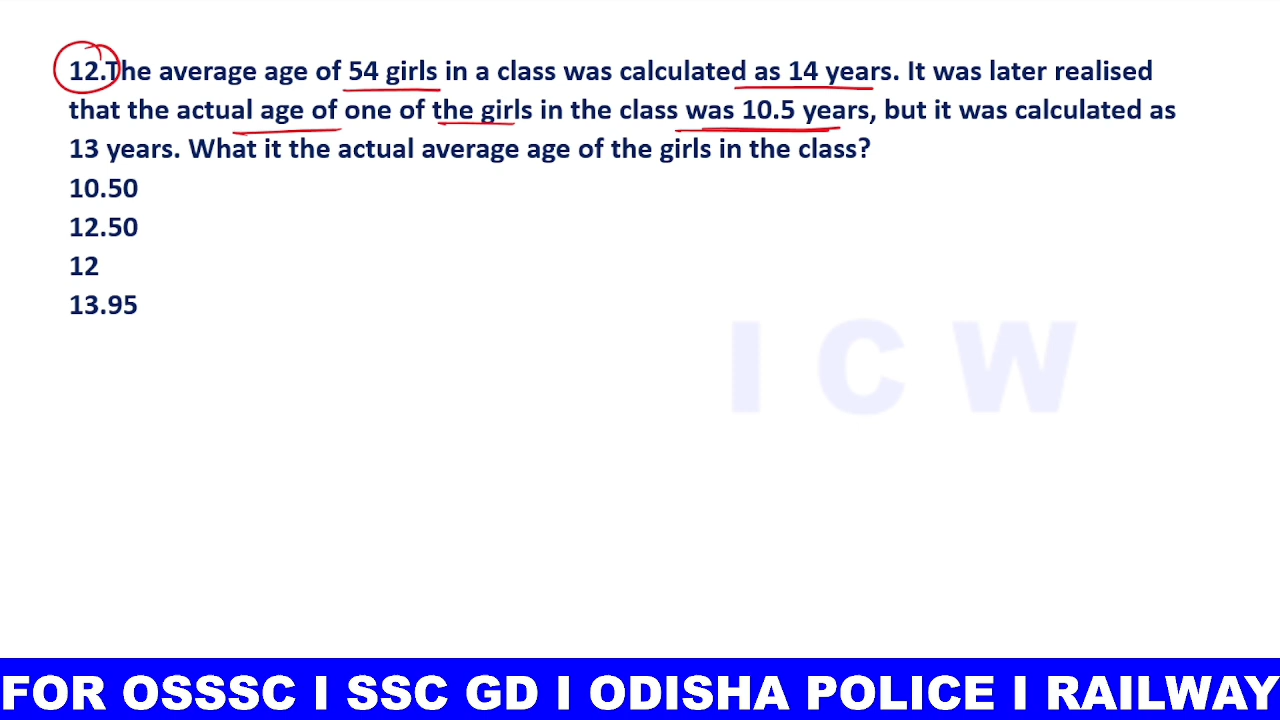 12.The average age of 54 girls in a class was calculated as 14 years. It was later realised
that the actual age of one of the girls in the class was 10.5 years, but it was calculated as
13 years. What it the actual average age of the girls in the class?
10.50
12.50
12
13.95
I C W
FOR OSSSC I SSC GD I ODISHA POLICE I RAILWAY